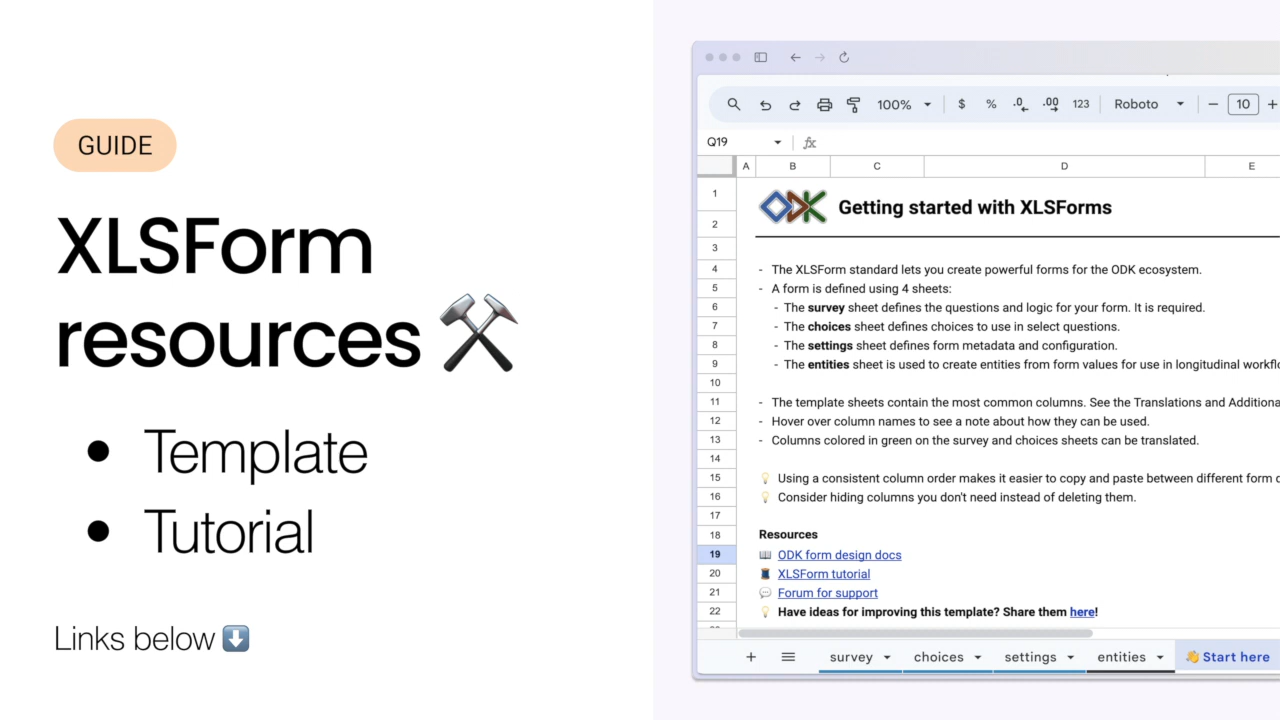 GUIDE
XLSForm
resources
• Template
• Tutorial
Links below
100%
$ % .0 .00 123 Roboto 10
Q19
fx
A B C D E
1
ODK Getting started with XLSForms
2
3
4 - The XLSForm standard lets you create powerful forms for the ODK ecosystem.
5 - A form is defined using 4 sheets:
6 - The survey sheet defines the questions and logic for your form. It is required.
7 - The choices sheet defines choices to use in select questions.
8 - The settings sheet defines form metadata and configuration.
9 - The entities sheet is used to create entities from form values for use in longitudinal
10
11 - The template sheets contain the most common columns. See the Translations and
12 - Hover over column names to see a note about how they can be used.
13 - Columns colored in green on the survey and choices sheets can be translated.
14
15 Using a consistent column order makes it easier to copy and paste between different form
16 Consider hiding columns you don't need instead of deleting them.
17
18 Resources
19 ODK form design docs
20 XLSForm tutorial
21 Forum for support
22 Have ideas for improving this template? Share them here!
+ survey choices settings entities Start here